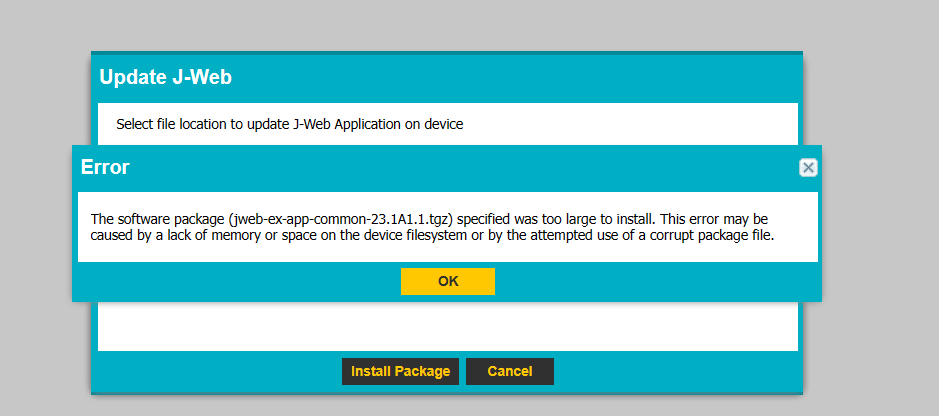 Update J-Web
Select file location to update J-Web Application on device
Error
The software package (jweb-ex-app-common-23.1A1.1.tgz) specified was too large to install. This error may be
caused by a lack of memory or space on the device filesystem or by the attempted use of a corrupt package file.
OK
Install Package
Cancel